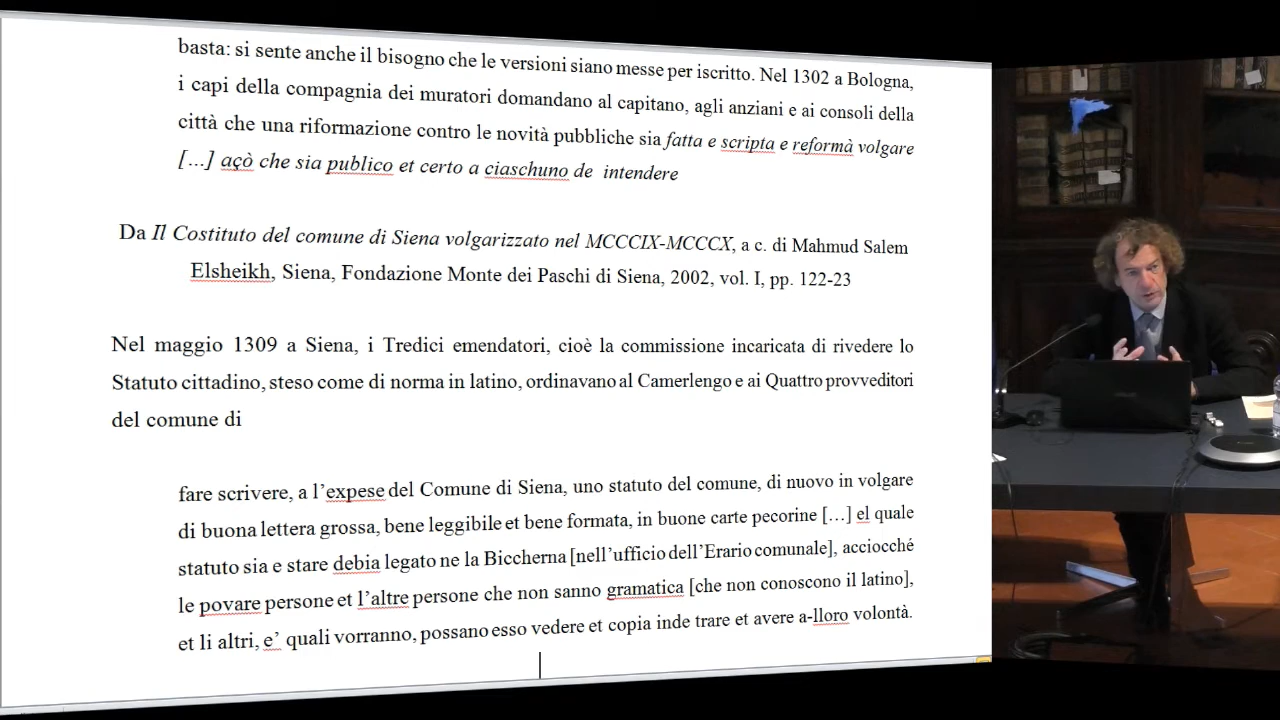 basta: si sente anche il bisogno che le versioni siano messe per iscritto. Nel 1302 a Bologna,
i capi della compagnia dei muratori domandano al capitano, agli anziani e ai consoli della
città che una riformazione contro le novità pubbliche sia fatta e scripta e reformà volgare
[…] açò che sia publico et certo a ciaschuno de intendere
Da Il Costituto del comune di Siena volgarizzato nel MCCCIX-MCCCX, a c. di Mahmud Salem
Elsheikh, Siena, Fondazione Monte dei Paschi di Siena, 2002, vol. I, pp. 122-23
Nel maggio 1309 a Siena, i Tredici emendatori, cioè la commissione incaricata di rivedere lo
Statuto cittadino, steso come di norma in latino, ordinavano al Camerlengo e ai Quattro provveditori
del comune di
fare scrivere, a l’expese del Comune di Siena, uno statuto del comune, di nuovo in volgare
di buona lettera grossa, bene leggibile et bene formata, in buone carte pecorine […] el quale
statuto sia e stare debia legato ne la Biccherna [nell’ufficio dell’Erario comunale], acciocché
le povare persone et l’altre persone che non sanno gramatica [che non conoscono il latino],
et li altri, e’ quali vorranno, possano esso vedere et copia inde trare et avere a-lloro volontà.